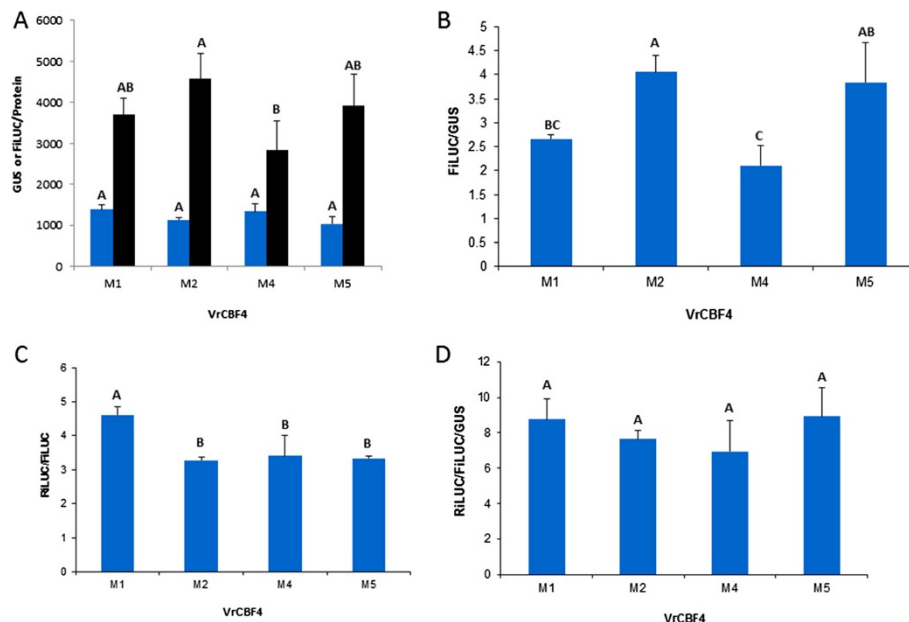 A
GUS or FiLUC/Protein
6000
5000
4000
3000
2000
1000
0
A AB
A A
A B
A AB
M1 M2 M4 M5
VrCBF4
B
FiLUC/GUS
5
4.5
4
3.5
3
2.5
2
1.5
1
0.5
0
BC A C AB
M1 M2 M4 M5
VrCBF4
C
RiLUC/FiLUC
6
5
4
3
2
1
0
A B B B
M1 M2 M4 M5
VrCBF4
D
RiLUC/FiLUC/GUS
12
10
8
6
4
2
0
A A A A
M1 M2 M4 M5
VrCBF4